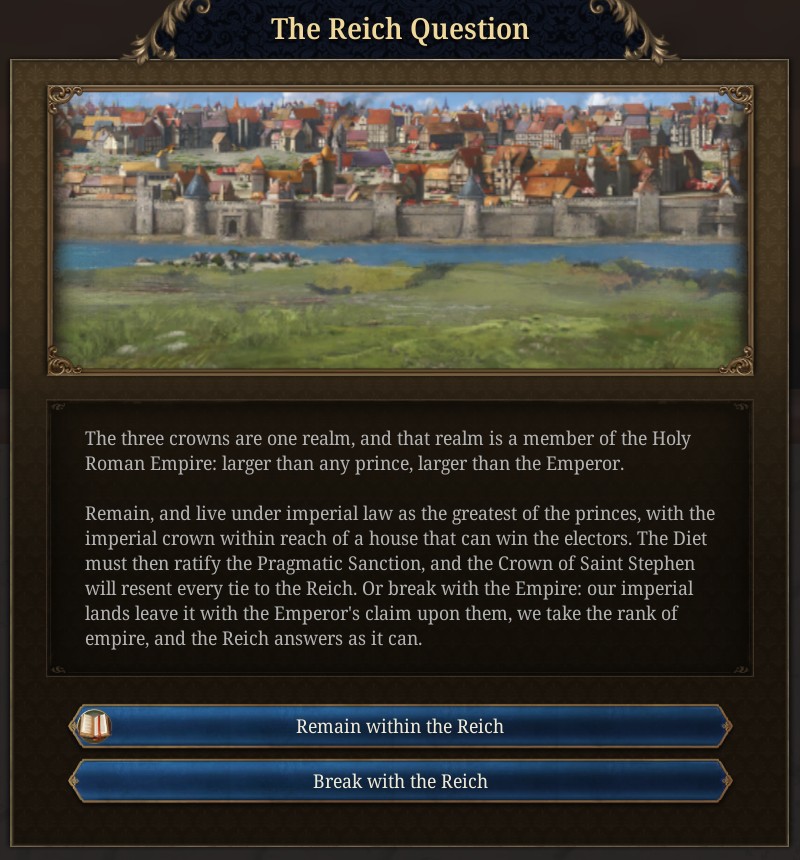 The Reich Question
The three crowns are one realm, and that realm is a member of the Holy
Roman Empire: larger than any prince, larger than the Emperor.
Remain, and live under imperial law as the greatest of the princes, with the
imperial crown within reach of a house that can win the electors. The Diet
must then ratify the Pragmatic Sanction, and the Crown of Saint Stephen
will resent every tie to the Reich. Or break with the Empire: our imperial
lands leave it with the Emperor's claim upon them, we take the rank of
empire, and the Reich answers as it can.
Remain within the Reich
Break with the Reich